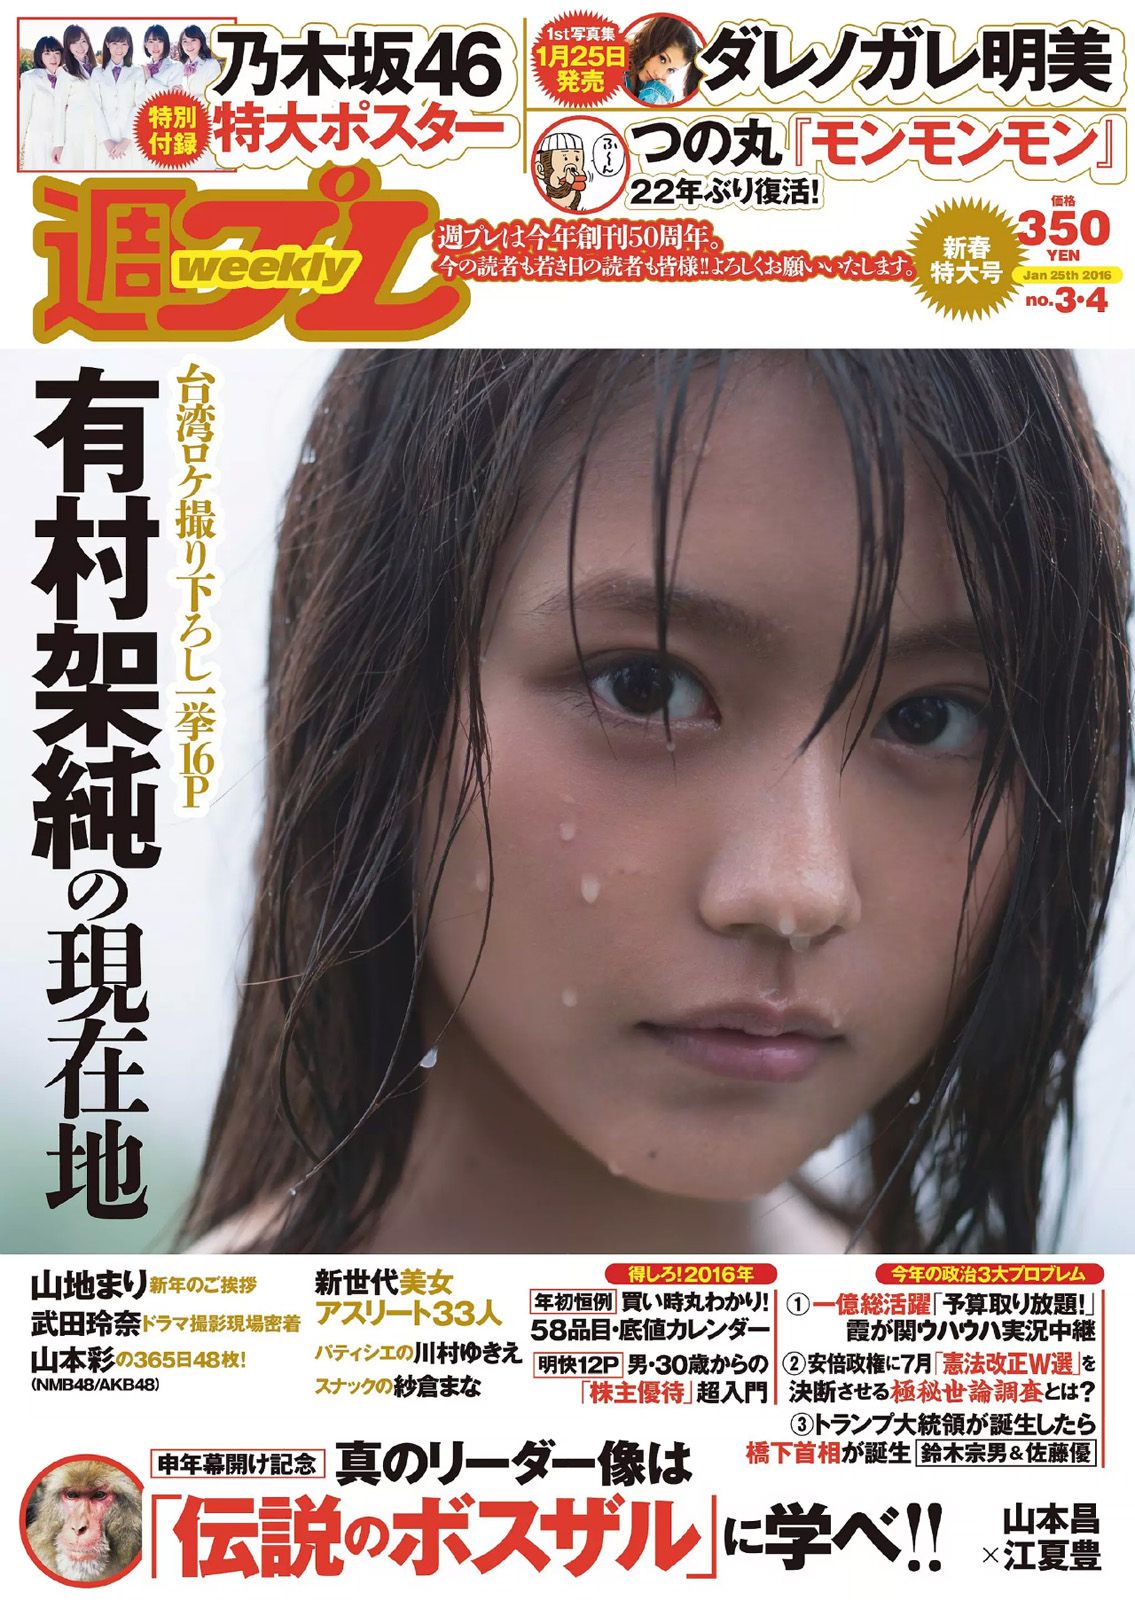 乃木坂46
特別付録
特大ポスター
1st写真集
1月25日
発売
ダレノガレ明美
ふ〜ん
つの丸『モンモンモン』
22年ぶり復活!
週プレ
weekly
週プレは今年創刊50周年。
今の読者も若き日の読者も皆様!!よろしくお願いいたします。
新春
特大号
価格
350
YEN
Jan 25th 2016
no.3・4
台湾ロケ撮り下ろし一挙16P
有村架純の現在地
山地まり新年のご挨拶
武田玲奈ドラマ撮影現場密着
山本彩の365日48枚!
(NMB48/AKB48)
新世代美女
アスリート33人
パティシエの川村ゆきえ
スナックの紗倉まな
得しろ!2016年
年初恒例 買い時丸わかり!
58品目・底値カレンダー
明快12P 男・30歳からの
「株主優待」超入門
今年の政治3大プロブレム
①一億総活躍「予算取り放題!」
霞が関ウハウハ実況中継
②安倍政権に7月「憲法改正W選」を
決断させる極秘世論調査とは?
③トランプ大統領が誕生したら
橋下首相が誕生 鈴木宗男&佐藤優
申年幕開け記念 真のリーダー像は
「伝説のボスザル」に学べ!!
山本昌
×江夏豊